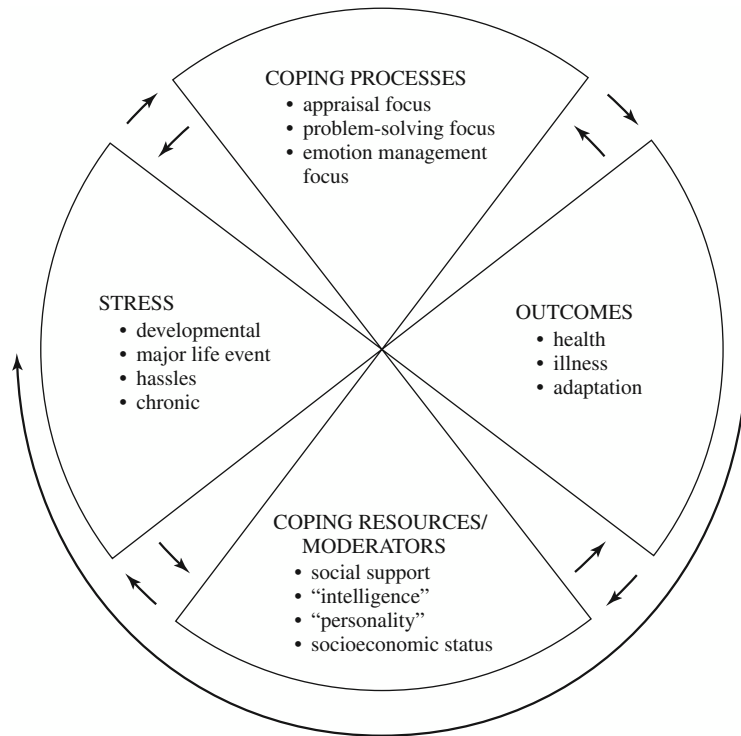 COPING PROCESSES
• appraisal focus
• problem-solving focus
• emotion management
focus
STRESS
• developmental
• major life event
• hassles
• chronic
OUTCOMES
• health
• illness
• adaptation
COPING RESOURCES/
MODERATORS
• social support
• “intelligence”
• “personality”
• socioeconomic status